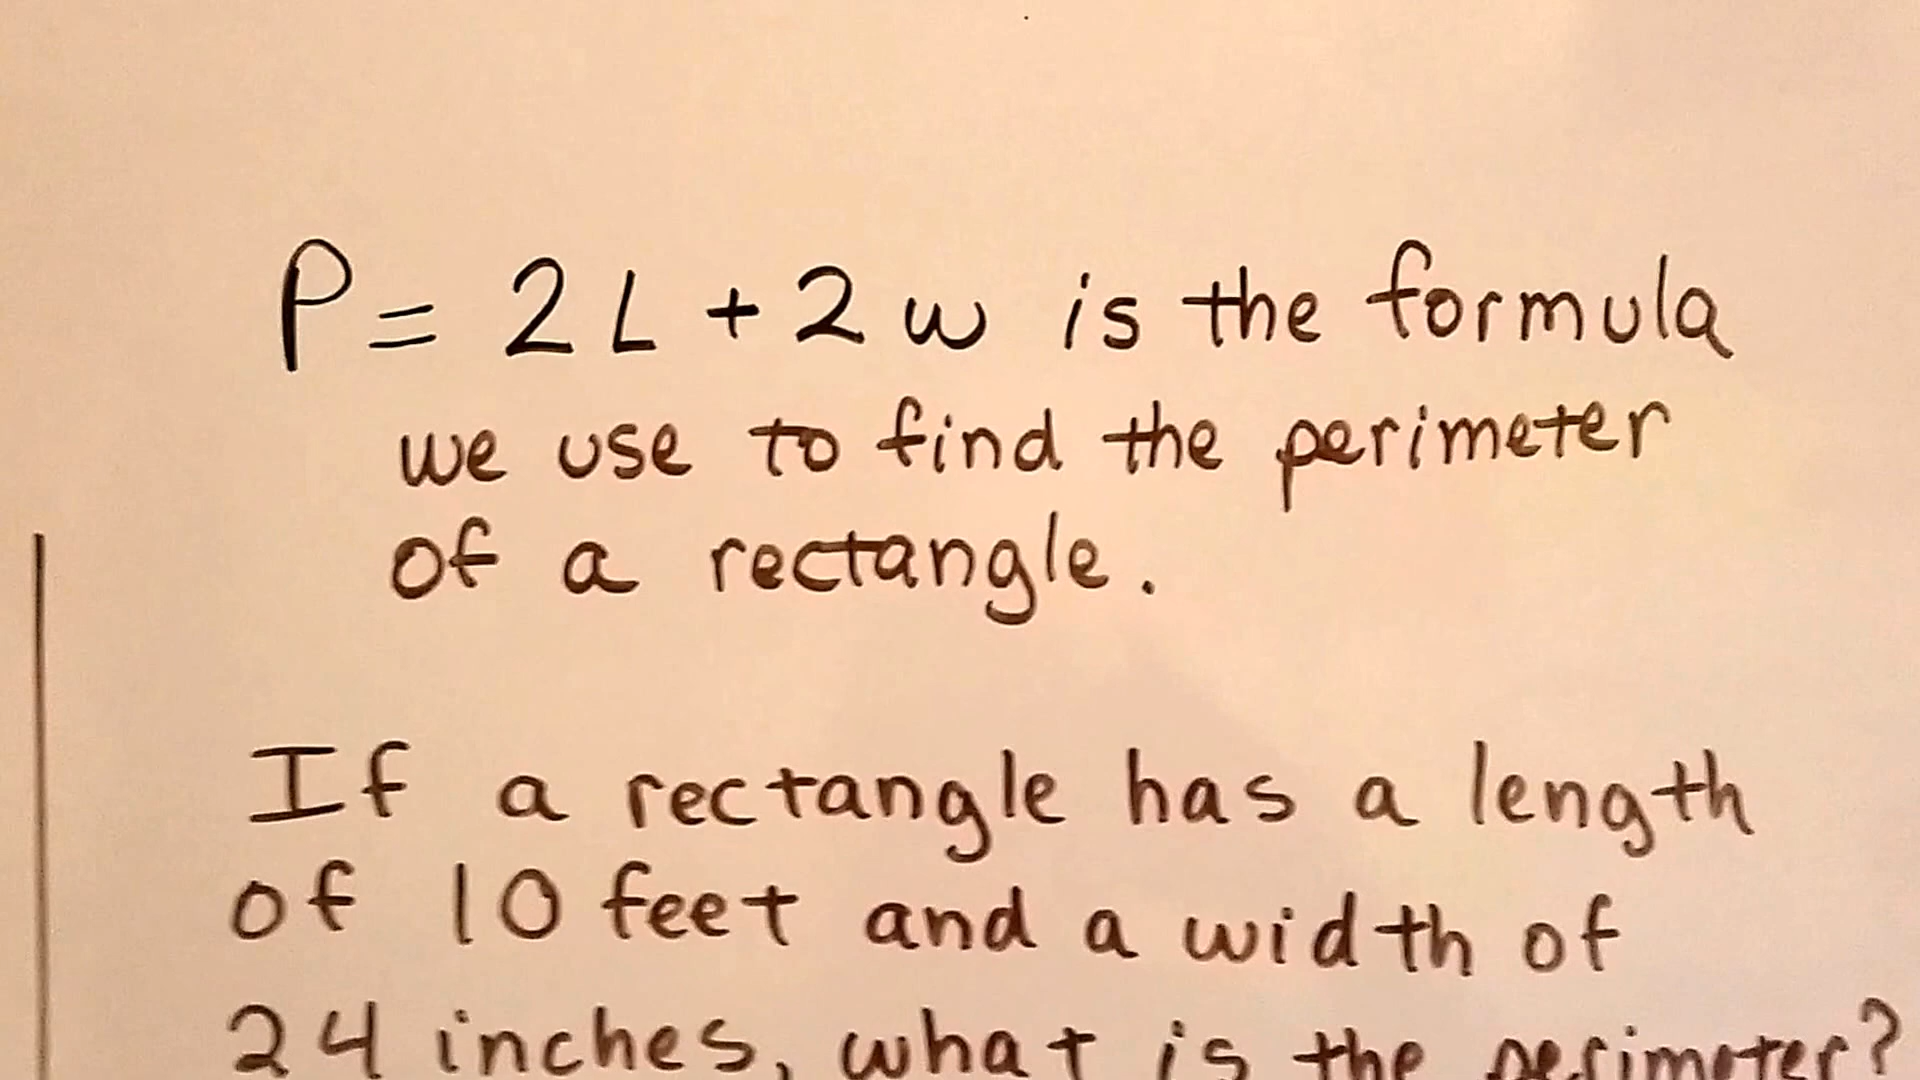 P = 2L + 2w is the formula
we use to find the perimeter
of a rectangle.
If a rectangle has a length
of 10 feet and a width of
24 inches, what is the perimeter?